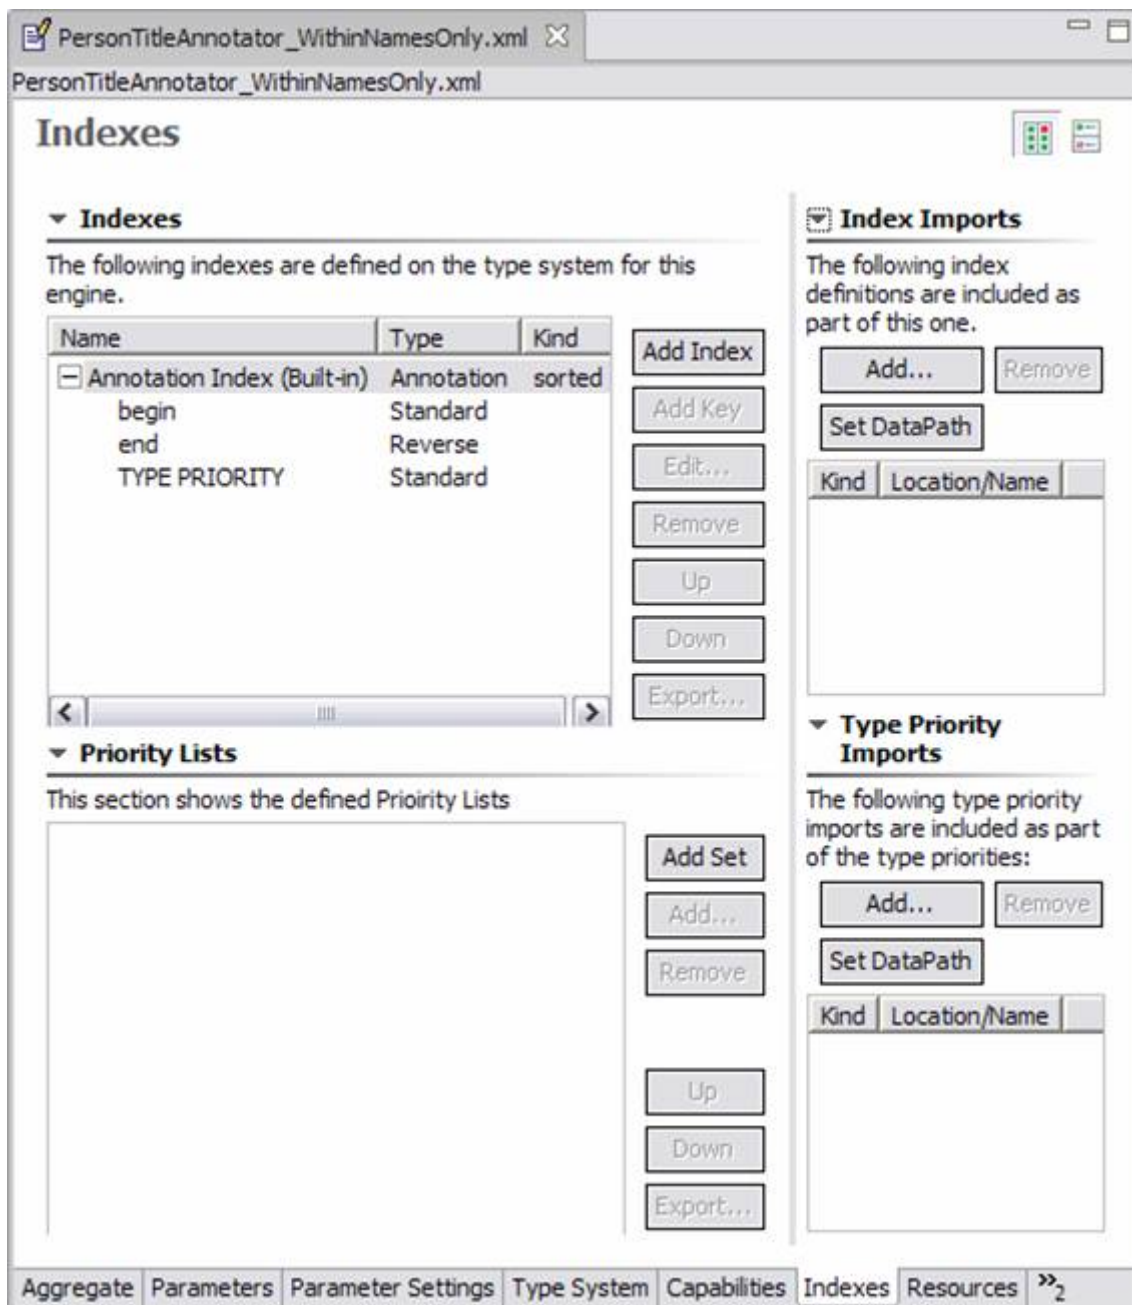 PersonTitleAnnotator_WithinNamesOnly.xml
PersonTitleAnnotator_WithinNamesOnly.xml
Indexes
Indexes
The following indexes are defined on the type system for this
engine.
Name Type Kind
Annotation Index (Built-in) Annotation sorted
begin Standard
end Reverse
TYPE PRIORITY Standard
Add Index
Add Key
Edit...
Remove
Up
Down
Export...
Priority Lists
This section shows the defined Prioirity Lists
Add Set
Add...
Remove
Up
Down
Export...
Index Imports
The following index
definitions are included as
part of this one.
Add... Remove
Set DataPath
Kind Location/Name
Type Priority
Imports
The following type priority
imports are included as part
of the type priorities:
Add... Remove
Set DataPath
Kind Location/Name
Aggregate Parameters Parameter Settings Type System Capabilities Indexes Resources »2